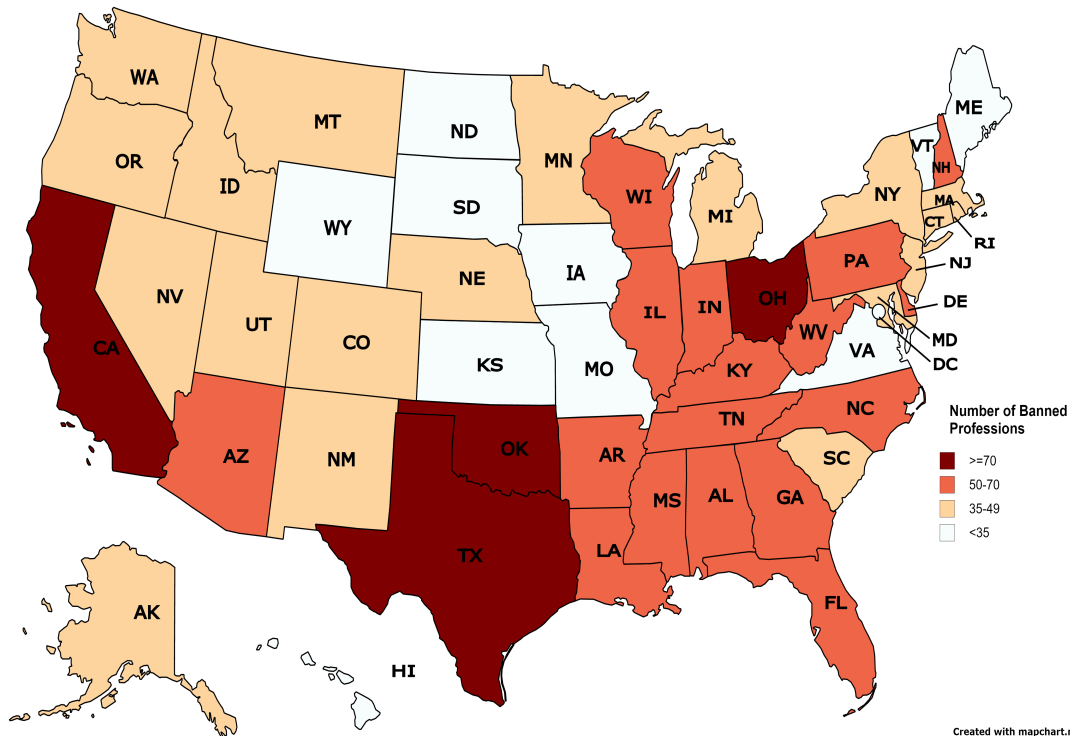 WA
MT
ND
ME
OR
ID
MN
VT
NH
WI
SD
WY
NY
MA
MI
CT
RI
IA
PA
NJ
NE
NV
OH
DE
UT
IL
IN
CO
WV
MD
CA
VA
DC
KS
MO
KY
NC
TN
Number of Banned
Professions
OK
AZ
NM
AR
SC
>=70
50-70
MS
AL
GA
35-49
<35
TX
LA
FL
AK
HI
Created with mapchart.